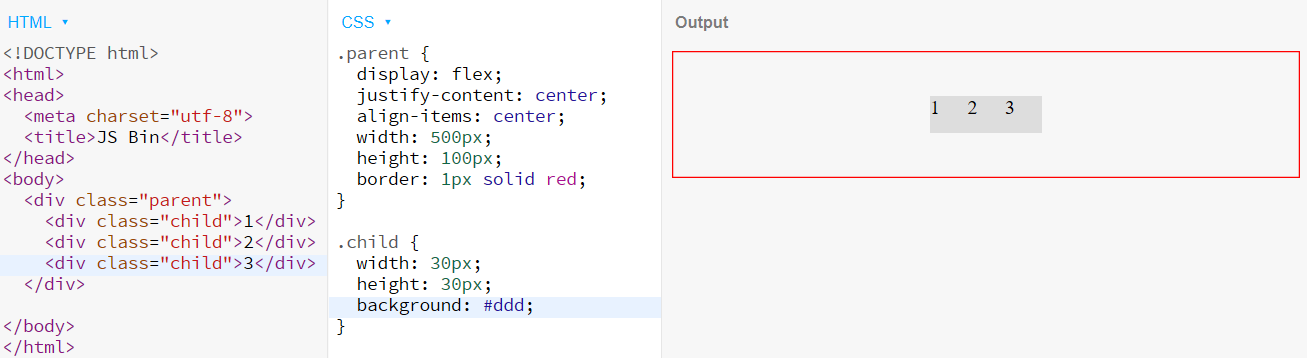 HTML ▾
<!DOCTYPE html>
<html>
<head>
  <meta charset="utf-8">
  <title>JS Bin</title>
</head>
<body>
  <div class="parent">
    <div class="child">1</div>
    <div class="child">2</div>
    <div class="child">3</div>
  </div>
</body>
</html>
CSS ▾
.parent {
  display: flex;
  justify-content: center;
  align-items: center;
  width: 500px;
  height: 100px;
  border: 1px solid red;
}
.child {
  width: 30px;
  height: 30px;
  background: #ddd;
}
Output
1 2 3